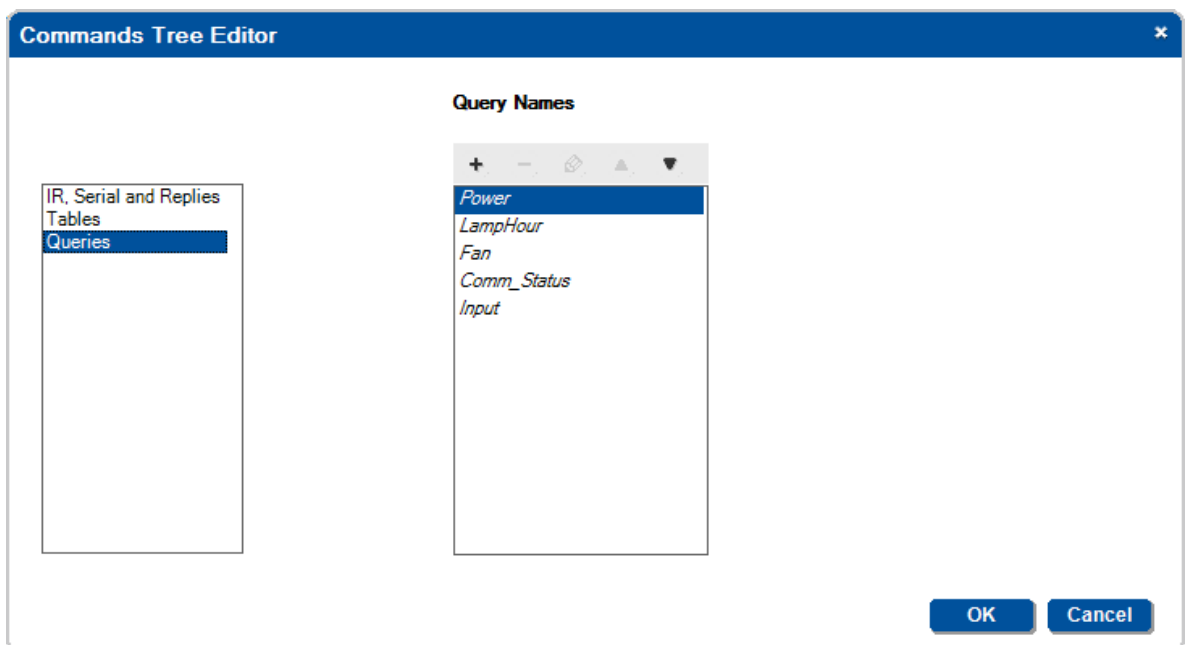 Commands Tree Editor
Query Names
IR, Serial and Replies
Tables
Queries
Power
LampHour
Fan
Comm_Status
Input
OK
Cancel